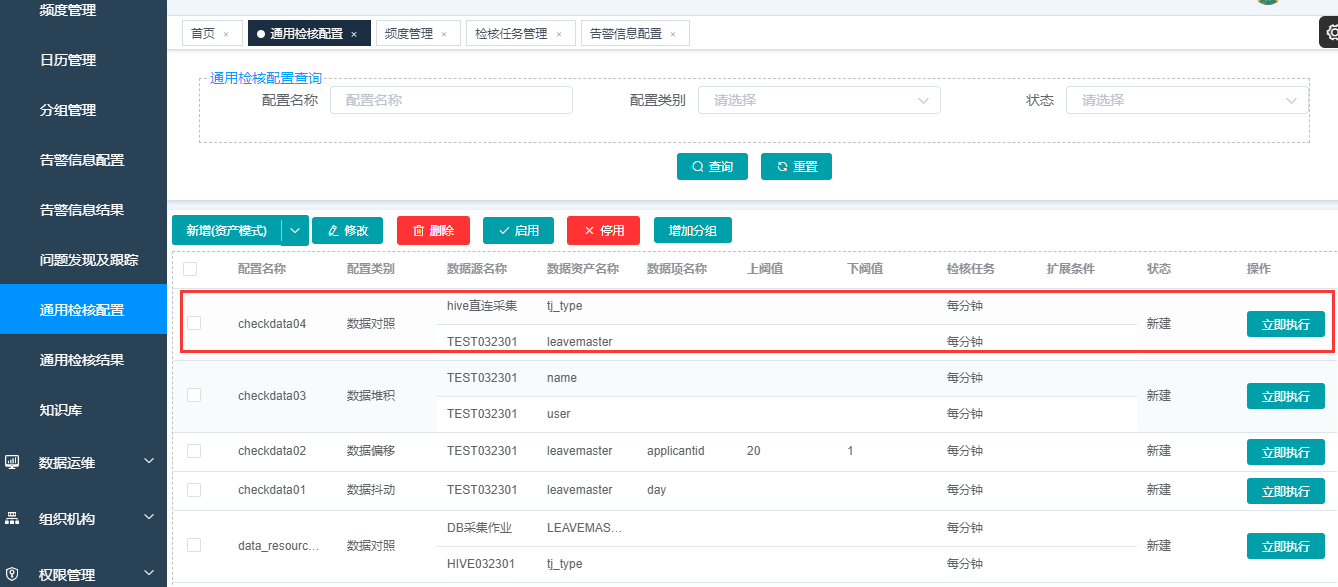 频度管理
日历管理
分组管理
告警信息配置
告警信息结果
问题发现及跟踪
通用检核配置
通用检核结果
知识库
数据运维
组织机构
权限管理
首页 × 通用检核配置 × 频度管理 × 检核任务管理 × 告警信息配置 ×
通用检核配置查询
配置名称 配置名称 配置类别 请选择 状态 请选择
查询 重置
新增(资产模式) 修改 删除 启用 停用 增加分组
配置名称 配置类别 数据源名称 数据资产名称 数据项名称 上阀值 下阀值 检核任务 扩展条件 状态 操作
hive直连采集 tj_type 每分钟
checkdata04 数据对照 新建 立即执行
TEST032301 leavemaster 每分钟
TEST032301 name 每分钟
checkdata03 数据堆积 新建 立即执行
TEST032301 user 每分钟
checkdata02 数据偏移 TEST032301 leavemaster applicantid 20 1 每分钟 新建 立即执行
checkdata01 数据抖动 TEST032301 leavemaster day 每分钟 新建 立即执行
DB采集作业 LEAVEMAS... 每分钟
data_resourc... 数据对照 新建 立即执行
HIVE032301 tj_type 每分钟